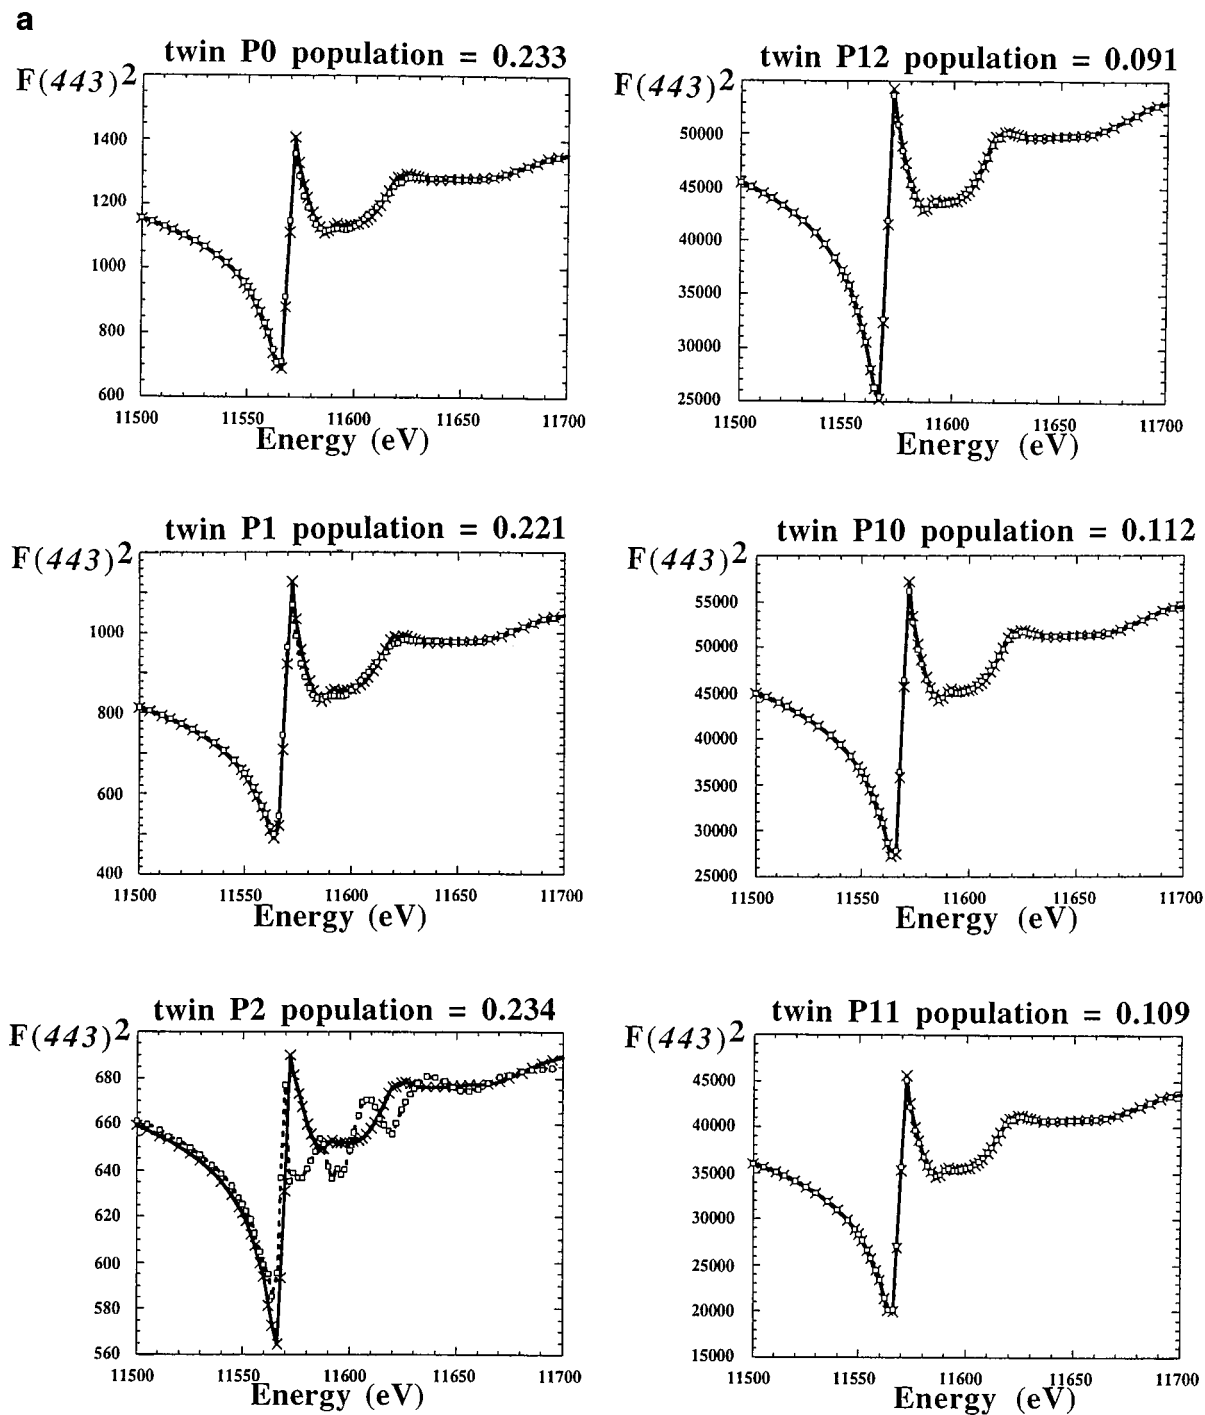 a
twin P0 population = 0.233
F(443)2
1400
1200
1000
800
600
11500 11550 11600 11650 11700
Energy (eV)
twin P12 population = 0.091
F(443)2
50000
45000
40000
35000
30000
25000
11500 11550 11600 11650 11700
Energy (eV)
twin P1 population = 0.221
F(443)2
1000
800
600
400
11500 11550 11600 11650 11700
Energy (eV)
twin P10 population = 0.112
F(443)2
55000
50000
45000
40000
35000
30000
25000
11500 11550 11600 11650 11700
Energy (eV)
twin P2 population = 0.234
F(443)2
680
660
640
620
600
580
560
11500 11550 11600 11650 11700
Energy (eV)
twin P11 population = 0.109
F(443)2
45000
40000
35000
30000
25000
20000
15000
11500 11550 11600 11650 11700
Energy (eV)